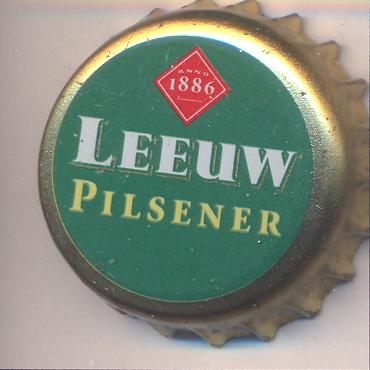 ANNO
1886
LEEUW
PILSENER